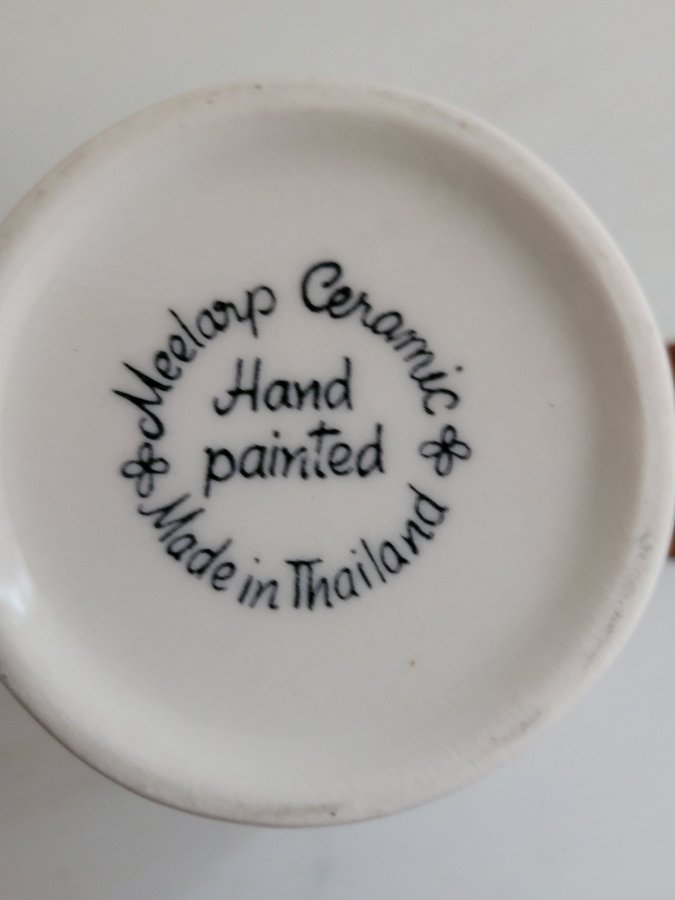 Meelarp Ceramic
Hand
painted
Made in Thailand